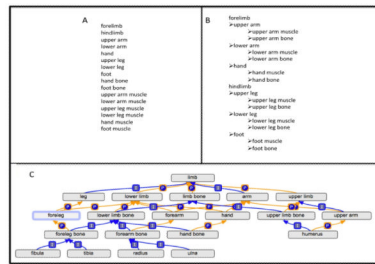 A
forelimb
hindlimb
upper arm
lower arm
hand
upper leg
lower leg
foot
hand bone
foot bone
upper arm muscle
lower arm muscle
upper leg muscle
lower leg muscle
hand muscle
foot muscle
B
forelimb
➢upper arm
➢upper arm muscle
➢upper arm bone
➢lower arm
➢lower arm muscle
➢lower arm bone
➢hand
➢hand muscle
➢hand bone
hindlimb
➢upper leg
➢upper leg muscle
➢upper leg bone
➢lower leg
➢lower leg muscle
➢lower leg bone
➢foot
➢foot muscle
➢foot bone
C
limb
leg lower limb limb bone arm upper limb
foreleg lower limb bone forearm hand upper limb bone upper arm
foreleg bone forearm bone hand bone humerus
fibula tibia radius ulna